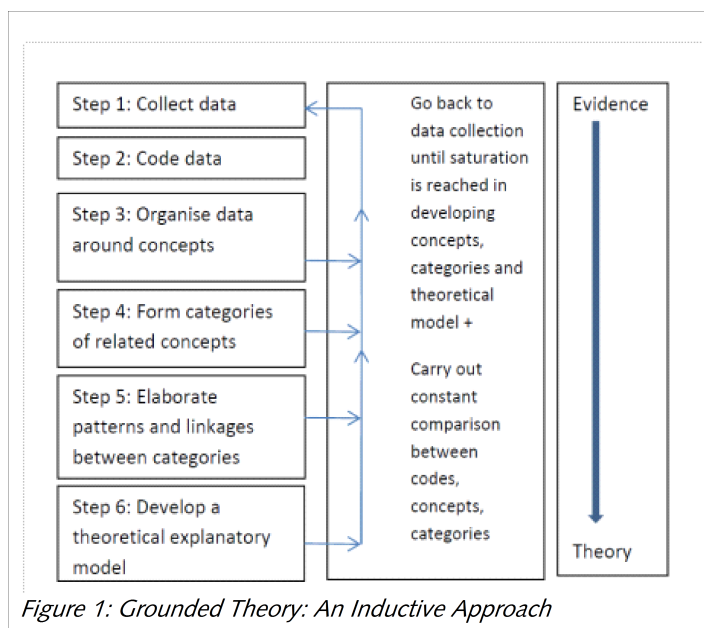 Step 1: Collect data
Step 2: Code data
Step 3: Organise data
around concepts
Step 4: Form categories
of related concepts
Step 5: Elaborate
patterns and linkages
between categories
Step 6: Develop a
theoretical explanatory
model
Go back to
data collection
until saturation
is reached in
developing
concepts,
categories and
theoretical
model +
Carry out
constant
comparison
between
codes,
concepts,
categories
Evidence
Theory
Figure 1: Grounded Theory: An Inductive Approach